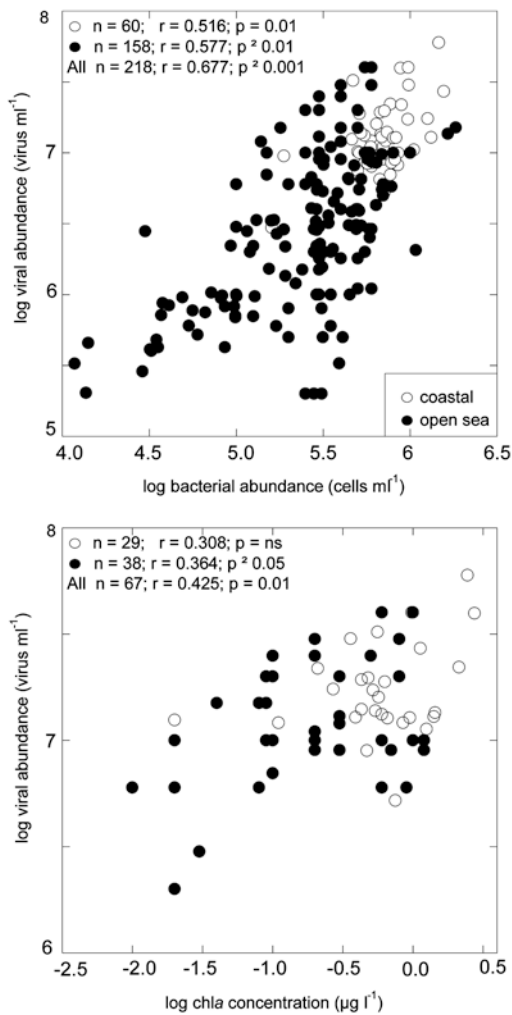 8
○ n = 60; r = 0.516; p = 0.01
● n = 158; r = 0.577; p ² 0.01
All n = 218; r = 0.677; p ² 0.001
log viral abundance (virus ml⁻¹)
7
6
○ coastal
● open sea
5
4.0 4.5 5.0 5.5 6.0 6.5
log bacterial abundance (cells ml⁻¹)
8
○ n = 29; r = 0.308; p = ns
● n = 38; r = 0.364; p ² 0.05
All n = 67; r = 0.425; p = 0.01
log viral abundance (virus ml⁻¹)
7
6
-2.5 -2.0 -1.5 -1.0 -0.5 0.0 0.5
log chla concentration (µg l⁻¹)